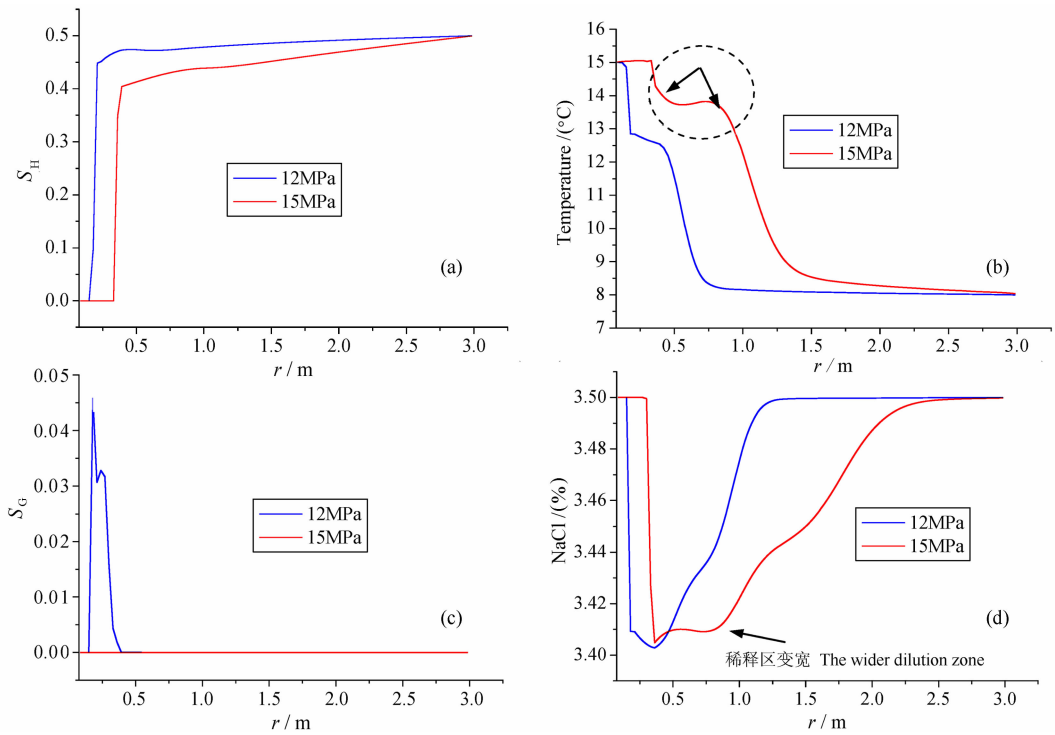 0.5
0.4
0.3
0.2
0.1
0.0
S_H
12MPa
15MPa
(a)
0.5 1.0 1.5 2.0 2.5 3.0
r / m
16
15
14
13
12
11
10
9
8
7
Temperature /(°C)
12MPa
15MPa
(b)
0.5 1.0 1.5 2.0 2.5 3.0
r / m
0.05
0.04
0.03
0.02
0.01
0.00
S_G
12MPa
15MPa
(c)
0.5 1.0 1.5 2.0 2.5 3.0
r / m
3.50
3.48
3.46
3.44
3.42
3.40
NaCl /(%)
12MPa
15MPa
(d)
稀释区变宽 The wider dilution zone
0.5 1.0 1.5 2.0 2.5 3.0
r / m